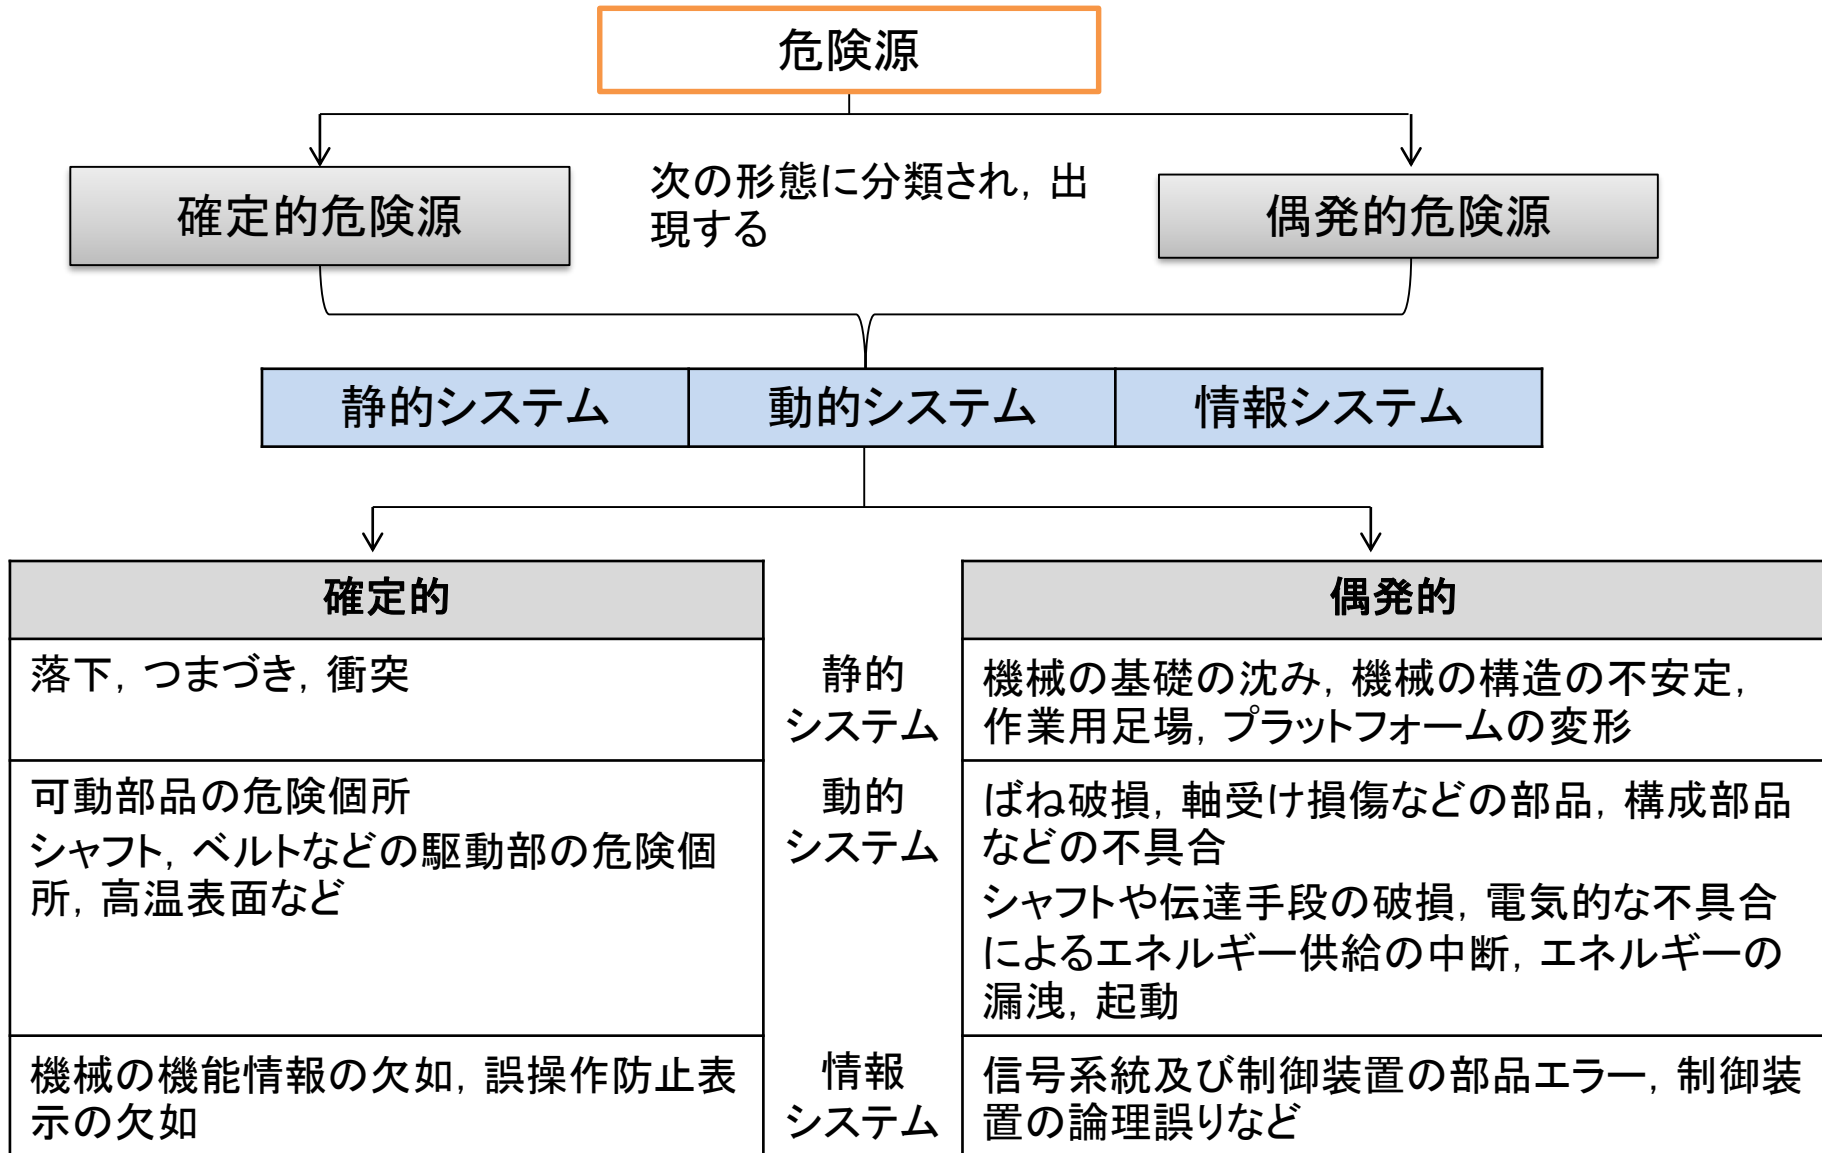 危険源
確定的危険源
次の形態に分類され, 出
現する
偶発的危険源
静的システム
動的システム
情報システム
確定的
偶発的
落下, つまづき, 衝突
静的
システム
機械の基礎の沈み, 機械の構造の不安定,
作業用足場, プラットフォームの変形
可動部品の危険個所
シャフト, ベルトなどの駆動部の危険個
所, 高温表面など
動的
システム
ばね破損, 軸受け損傷などの部品, 構成部品
などの不具合
シャフトや伝達手段の破損, 電気的な不具合
によるエネルギー供給の中断, エネルギーの
漏洩, 起動
機械の機能情報の欠如, 誤操作防止表
示の欠如
情報
システム
信号系統及び制御装置の部品エラー, 制御装
置の論理誤りなど